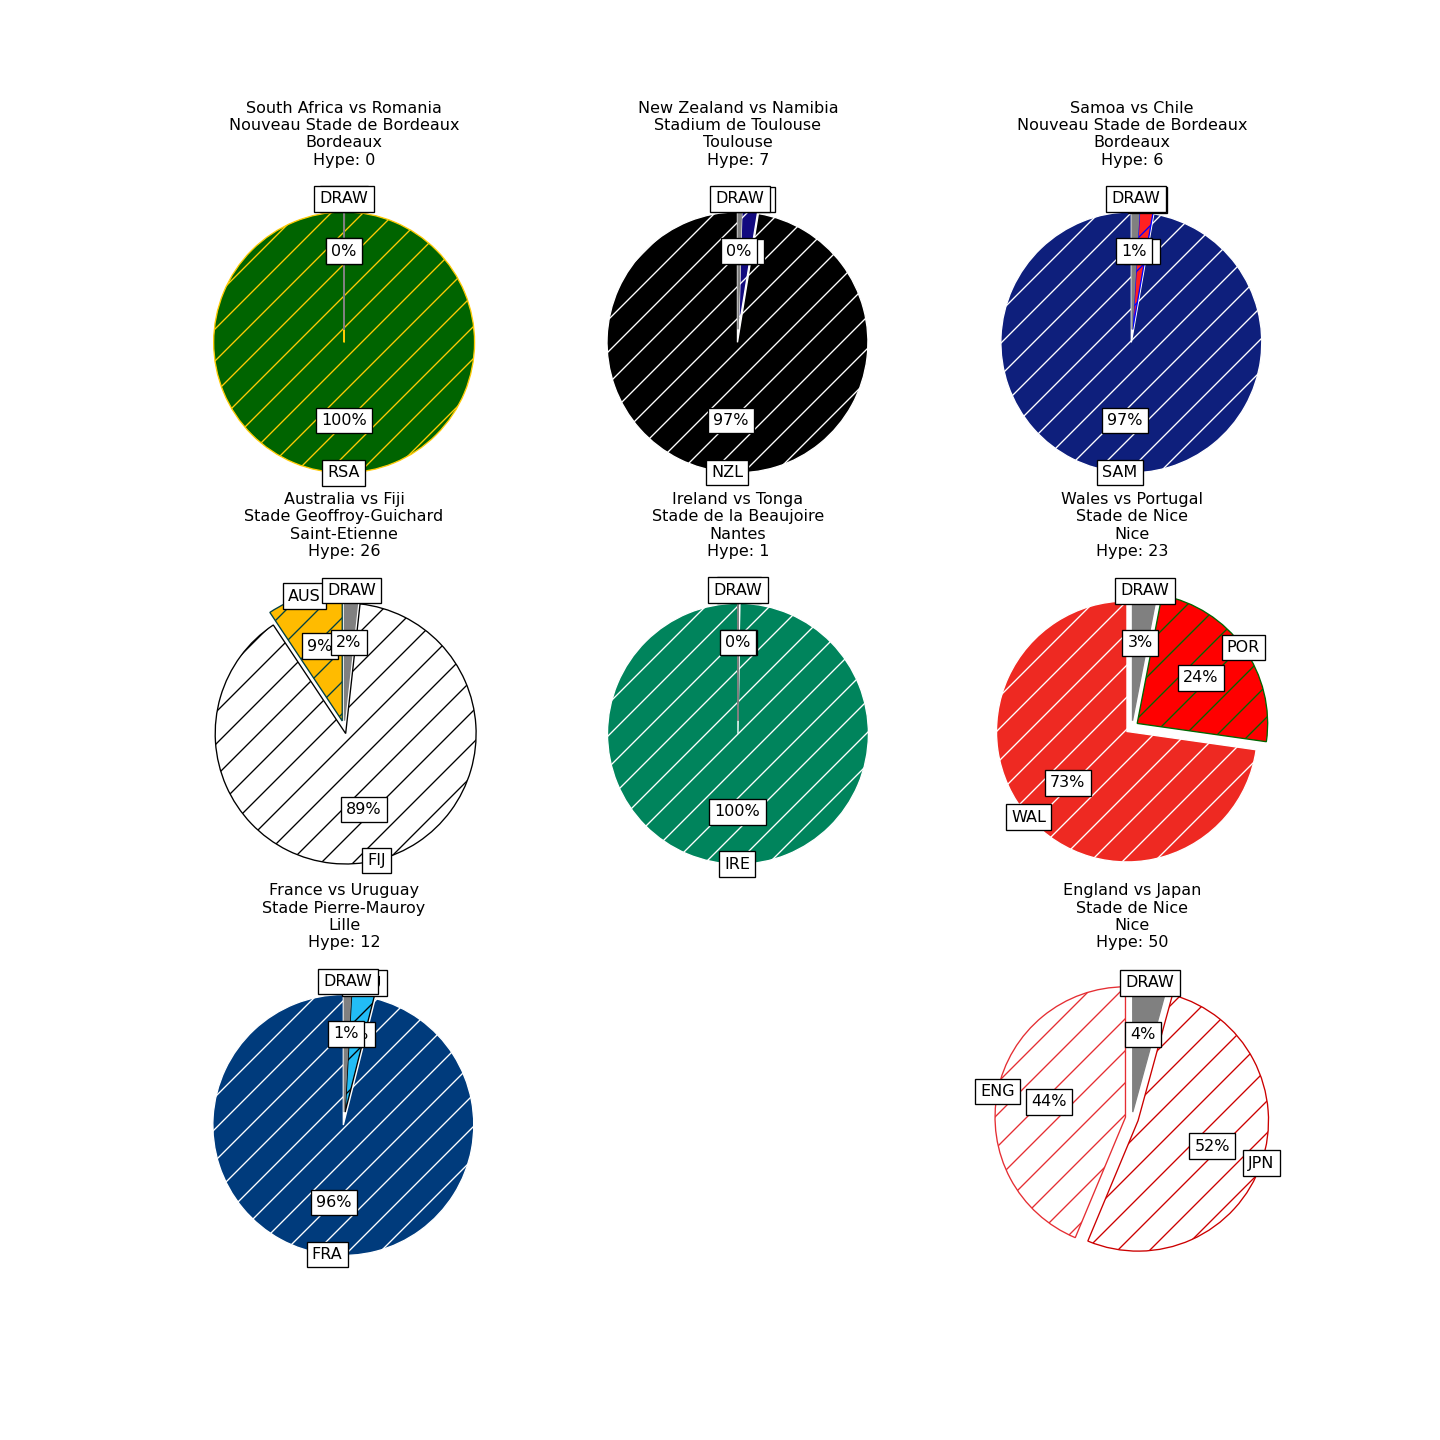 South Africa vs Romania
Nouveau Stade de Bordeaux
Bordeaux
Hype: 0
DRAW
0%
100%
RSA
New Zealand vs Namibia
Stadium de Toulouse
Toulouse
Hype: 7
DRAW
0%
97%
NZL
Samoa vs Chile
Nouveau Stade de Bordeaux
Bordeaux
Hype: 6
DRAW
1%
97%
SAM
Australia vs Fiji
Stade Geoffroy-Guichard
Saint-Etienne
Hype: 26
AUS
DRAW
9%
2%
89%
FIJ
Ireland vs Tonga
Stade de la Beaujoire
Nantes
Hype: 1
DRAW
0%
100%
IRE
Wales vs Portugal
Stade de Nice
Nice
Hype: 23
DRAW
3%
POR
24%
73%
WAL
France vs Uruguay
Stade Pierre-Mauroy
Lille
Hype: 12
DRAW
1%
96%
FRA
England vs Japan
Stade de Nice
Nice
Hype: 50
DRAW
4%
ENG
44%
52%
JPN